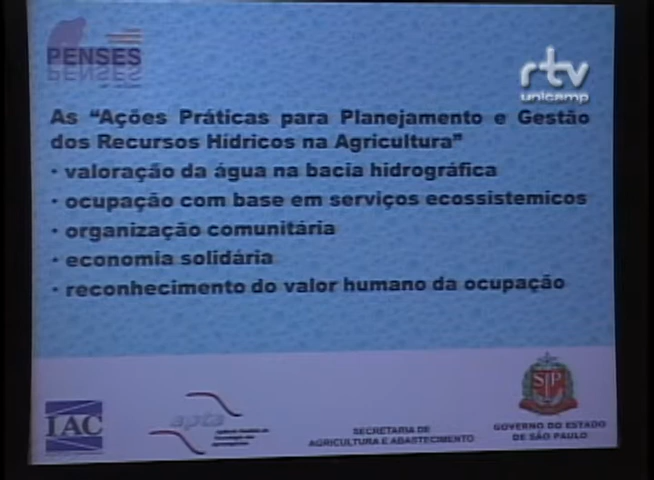 PENSES
rtv
unicamp
As “Ações Práticas para Planejamento e Gestão
dos Recursos Hídricos na Agricultura”
· valoração da água na bacia hidrográfica
· ocupação com base em serviços ecossistemicos
· organização comunitária
· economia solidária
· reconhecimento do valor humano da ocupação
IAC
apta
SECRETARIA DE
AGRICULTURA E ABASTECIMENTO
SP
GOVERNO DO ESTADO
DE SÃO PAULO